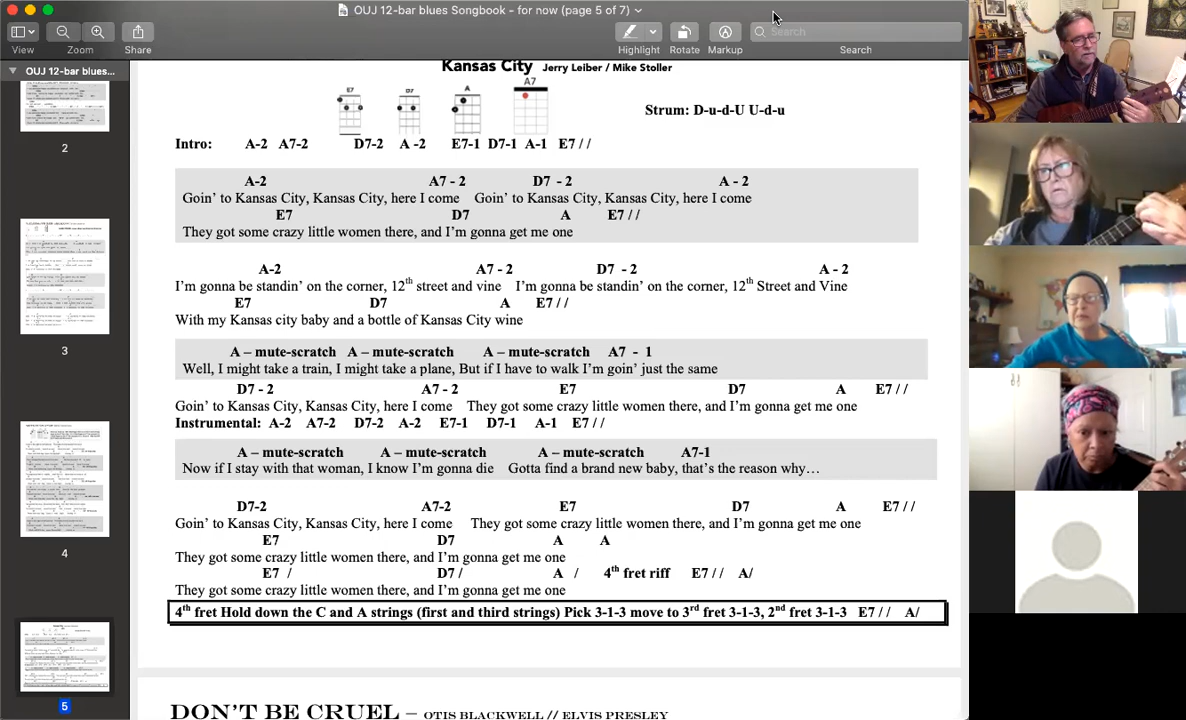 OUJ 12-bar blues Songbook - for now (page 5 of 7)
View Zoom Share Highlight Rotate Markup Search
Search
OUJ 12-bar blues...
2
3
4
5
Kansas City Jerry Leiber / Mike Stoller
E7 D7 A A7
Strum: D-u-d-U U-d-u
Intro: A-2 A7-2 D7-2 A -2 E7-1 D7-1 A-1 E7 / /
A-2 A7 - 2 D7 - 2 A - 2
Goin' to Kansas City, Kansas City, here I come Goin' to Kansas City, Kansas City, here I come
E7 D7 A E7 / /
They got some crazy little women there, and I'm gonna get me one
A-2 A7 - 2 D7 - 2 A - 2
I'm gonna be standin' on the corner, 12th street and vine I'm gonna be standin' on the corner, 12th Street and Vine
E7 D7 A E7 / /
With my Kansas city baby and a bottle of Kansas City wine
A – mute-scratch A – mute-scratch A – mute-scratch A7 - 1
Well, I might take a train, I might take a plane, But if I have to walk I'm goin' just the same
D7 - 2 A7 - 2 E7 D7 A E7 / /
Goin' to Kansas City, Kansas City, here I come They got some crazy little women there, and I'm gonna get me one
Instrumental: A-2 A7-2 D7-2 A-2 E7-1 D7-1 A-1 E7 / /
A – mute-scratch A – mute-scratch A – mute-scratch A7-1
Now if I stay with that woman, I know I'm gonna die Gotta find a brand new baby, that's the reason why…
D7-2 A7-2 E7 D7 A E7 / /
Goin' to Kansas City, Kansas City, here I come They got some crazy little women there, and I'm gonna get me one
E7 D7 A A
They got some crazy little women there, and I'm gonna get me one
E7 / D7 / A / 4th fret riff E7 / / A/
They got some crazy little women there, and I'm gonna get me one
4th fret Hold down the C and A strings (first and third strings) Pick 3-1-3 move to 3rd fret 3-1-3, 2nd fret 3-1-3 E7 / / A/
DON'T BE CRUEL – OTIS BLACKWELL // ELVIS PRESLEY